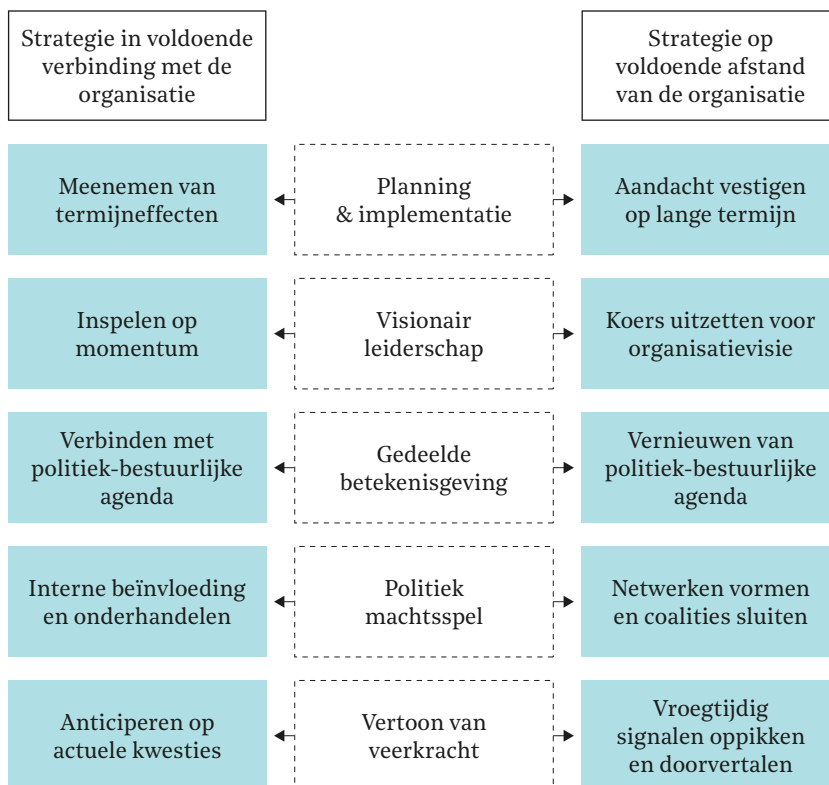 Strategie in voldoende
verbinding met de
organisatie
Strategie op
voldoende afstand
van de organisatie
Meenemen van
termijneffecten
Planning
& implementatie
Aandacht vestigen
op lange termijn
Inspelen op
momentum
Visionair
leiderschap
Koers uitzetten voor
organisatievisie
Verbinden met
politiek-bestuurlijke
agenda
Gedeelde
betekenisgeving
Vernieuwen van
politiek-bestuurlijke
agenda
Interne beïnvloeding
en onderhandelen
Politiek
machtsspel
Netwerken vormen
en coalities sluiten
Anticiperen op
actuele kwesties
Vertoon van
veerkracht
Vroegtijdig
signalen oppikken
en doorvertalen